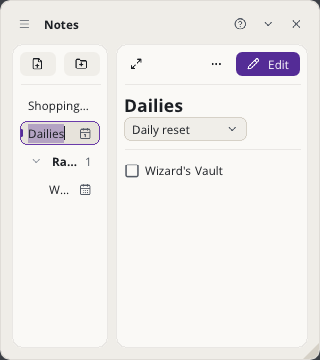 Notes
Shopping...
Dailies
Ra... 1
W...
Edit
Dailies
Daily reset
Wizard's Vault